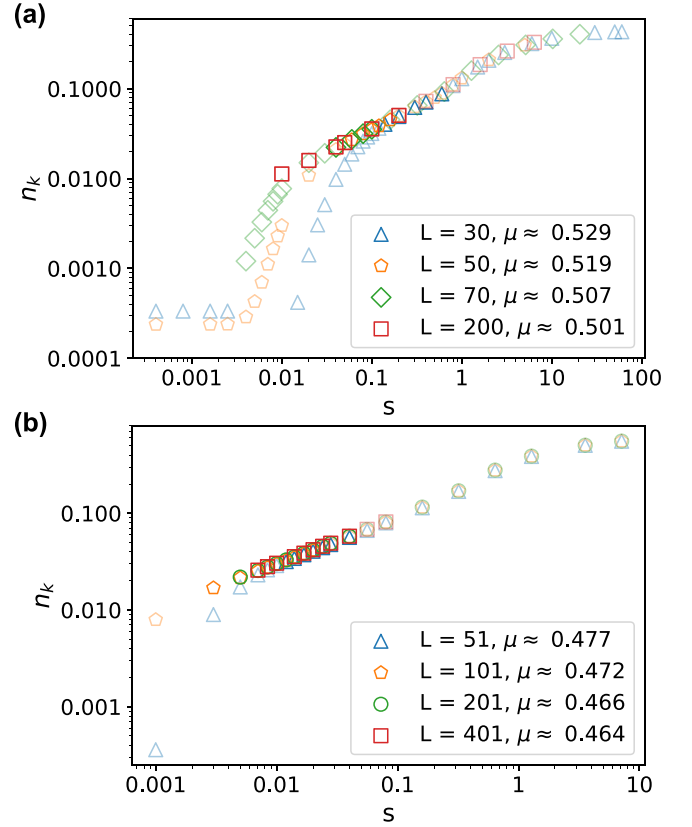 (a)
n_k
0.1000
0.0100
0.0010
0.0001
L = 30, μ ≈ 0.529
L = 50, μ ≈ 0.519
L = 70, μ ≈ 0.507
L = 200, μ ≈ 0.501
0.001 0.01 0.1 1 10 100
s
(b)
n_k
0.100
0.010
0.001
L = 51, μ ≈ 0.477
L = 101, μ ≈ 0.472
L = 201, μ ≈ 0.466
L = 401, μ ≈ 0.464
0.001 0.01 0.1 1 10
s